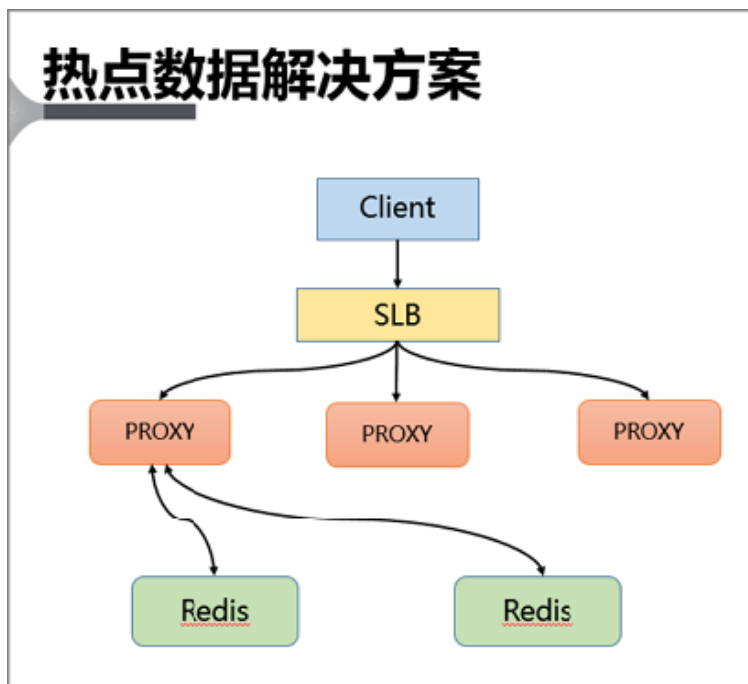 热点数据解决方案
Client
SLB
PROXY
PROXY
PROXY
Redis
Redis